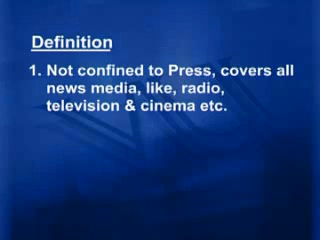 Definition
1. Not confined to Press, covers all
news media, like, radio,
television & cinema etc.